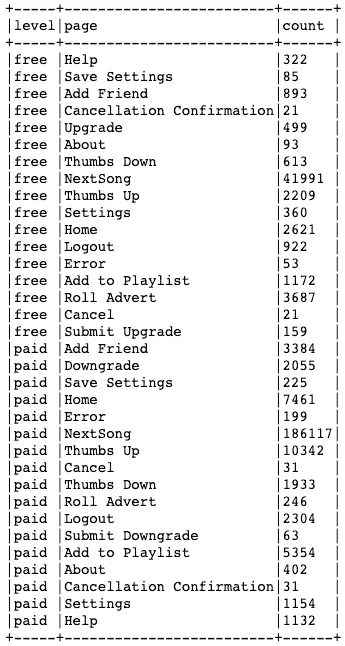 +-----+-------------------------+------+
|level|page                     |count |
+-----+-------------------------+------+
|free |Help                     |322   |
|free |Save Settings            |85    |
|free |Add Friend               |893   |
|free |Cancellation Confirmation|21    |
|free |Upgrade                  |499   |
|free |About                    |93    |
|free |Thumbs Down              |613   |
|free |NextSong                 |41991 |
|free |Thumbs Up                |2209  |
|free |Settings                 |360   |
|free |Home                     |2621  |
|free |Logout                   |922   |
|free |Error                    |53    |
|free |Add to Playlist          |1172  |
|free |Roll Advert              |3687  |
|free |Cancel                   |21    |
|free |Submit Upgrade           |159   |
|paid |Add Friend               |3384  |
|paid |Downgrade                |2055  |
|paid |Save Settings            |225   |
|paid |Home                     |7461  |
|paid |Error                    |199   |
|paid |NextSong                 |186117|
|paid |Thumbs Up                |10342 |
|paid |Cancel                   |31    |
|paid |Thumbs Down              |1933  |
|paid |Roll Advert              |246   |
|paid |Logout                   |2304  |
|paid |Submit Downgrade         |63    |
|paid |Add to Playlist          |5354  |
|paid |About                    |402   |
|paid |Cancellation Confirmation|31    |
|paid |Settings                 |1154  |
|paid |Help                     |1132  |
+-----+-------------------------+------+